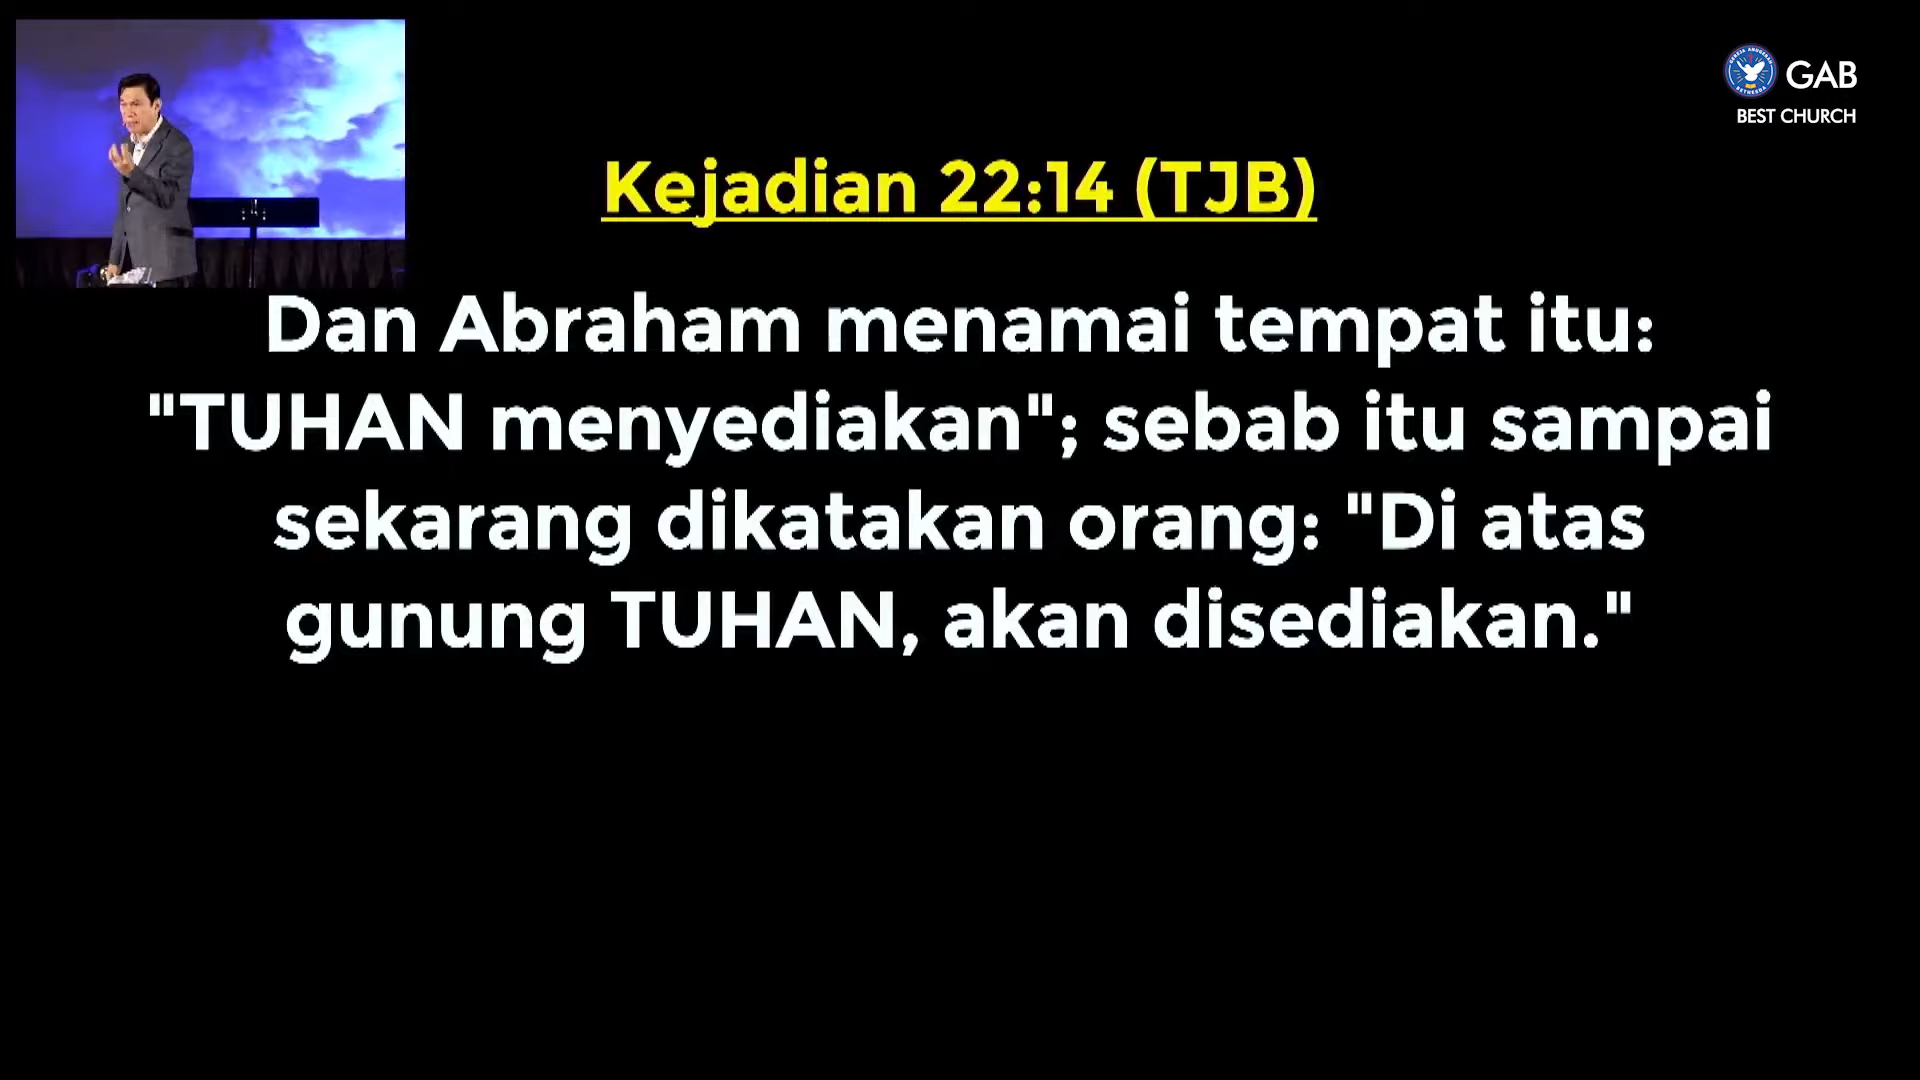 GAB
BEST CHURCH
Kejadian 22:14 (TJB)
Dan Abraham menamai tempat itu:
"TUHAN menyediakan"; sebab itu sampai
sekarang dikatakan orang: "Di atas
gunung TUHAN, akan disediakan."